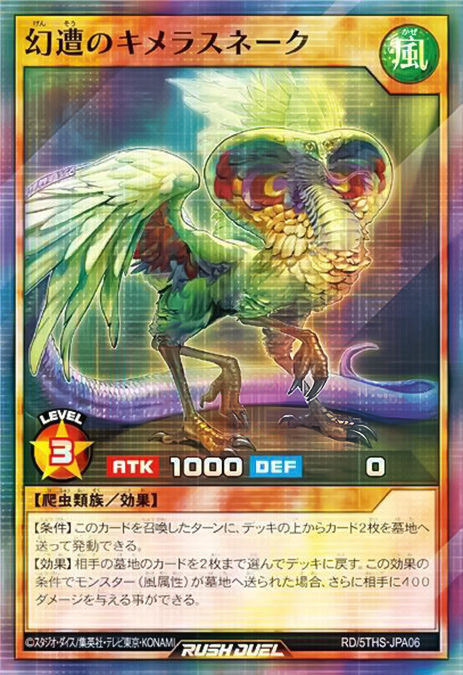 げん そう
幻遭のキメラスネーク
かぜ
風
LEVEL
3
ATK 1000 DEF 0
【爬虫類族／効果】
【条件】このカードを召喚したターンに、デッキの上からカード2枚を墓地へ
送って発動できる。
【効果】相手の墓地のカードを2枚まで選んでデッキに戻す。この効果の
条件でモンスター（風属性）が墓地へ送られた場合、さらに相手に400
ダメージを与える事ができる。
©スタジオ・ダイス/集英社・テレビ東京・KONAMI
RUSH DUEL
RD/5THS-JPA06